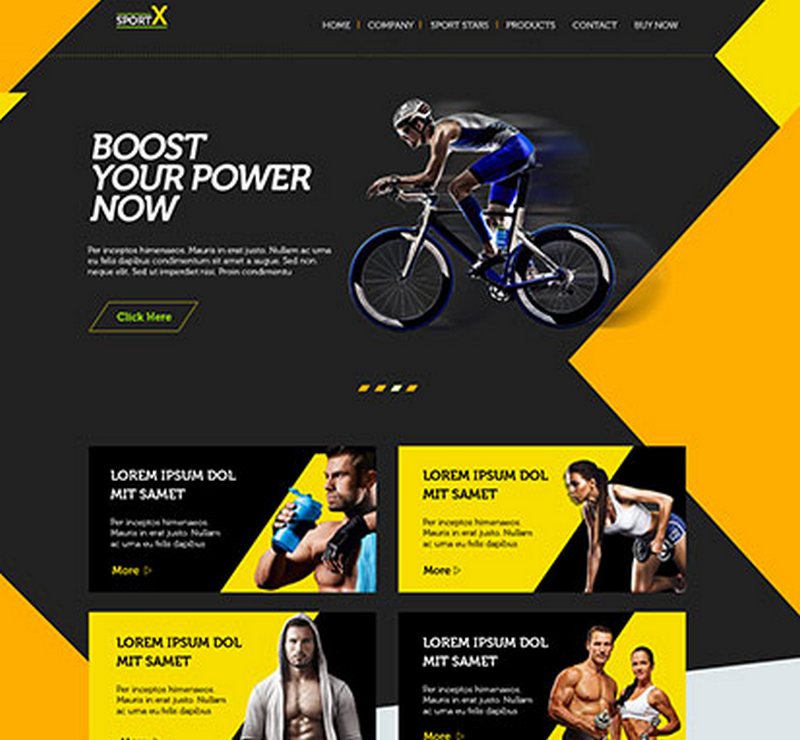 SPORTX
HOME
COMPANY
SPORT STARS
PRODUCTS
CONTACT
BUY NOW
BOOST
YOUR POWER
NOW
Per inceptos himenaeos. Mauris in erat justo. Nullam ac urna
eu felis dapibus condimentum sit amet a augue. Sed non
neque elit. Sed ut imperdiet nisi. Proin condimentu
Click Here
LOREM IPSUM DOL
MIT SAMET
Per inceptos himenaeos.
Mauris in erat justo. Nullam
ac urna eu felis dapibus
More
LOREM IPSUM DOL
MIT SAMET
Per inceptos himenaeos.
Mauris in erat justo. Nullam
ac urna eu felis dapibus
More
LOREM IPSUM DOL
MIT SAMET
Per inceptos himenaeos.
Mauris in erat justo. Nullam
ac urna eu felis dapibus
More
LOREM IPSUM DOL
MIT SAMET
Per inceptos himenaeos.
Mauris in erat justo. Nullam
ac urna eu felis dapibus
More